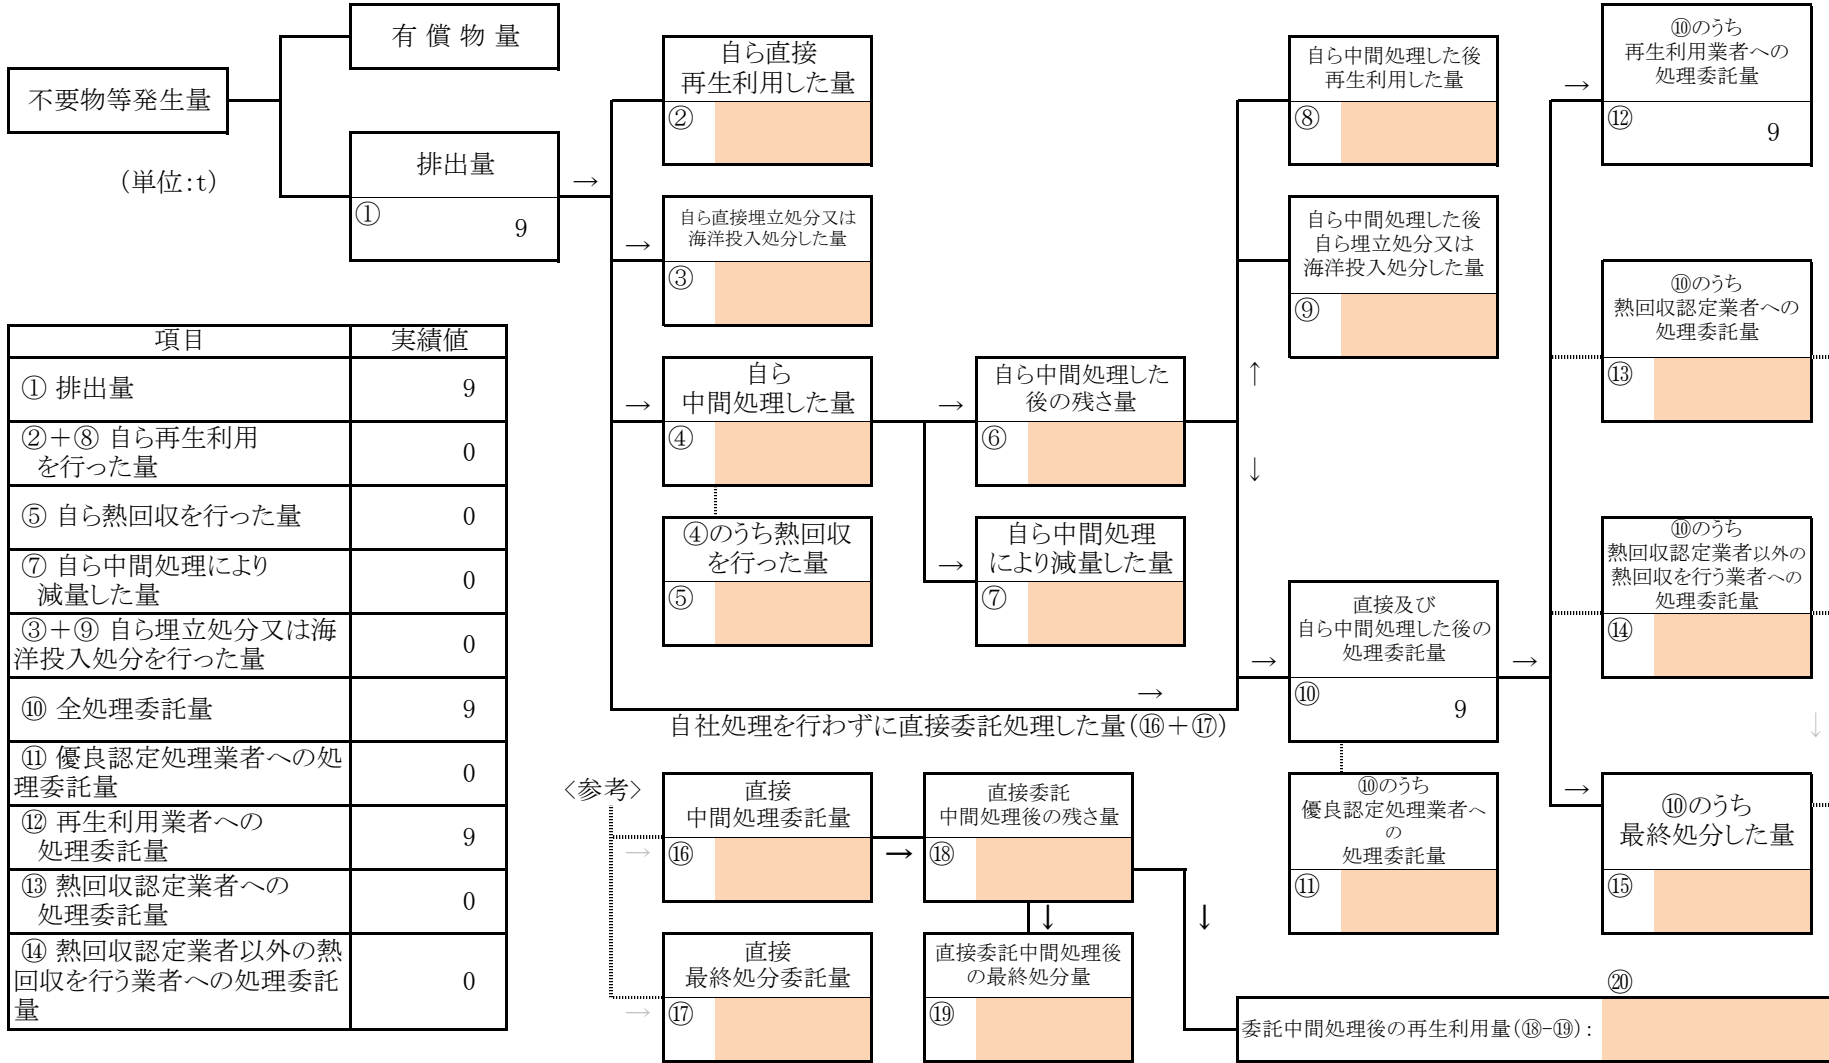 有 償 物 量
不要物等発生量
(単位:t)
排出量
①
9
→
自ら直接
再生利用した量
②
→
自ら直接埋立処分又は
海洋投入処分した量
③
→
自ら
中間処理した量
④
④のうち熱回収
を行った量
⑤
→
自ら中間処理した
後の残さ量
⑥
→
自ら中間処理
により減量した量
⑦
自ら中間処理した後
再生利用した量
⑧
自ら中間処理した後
自ら埋立処分又は
海洋投入処分した量
⑨
↑
↓
→
自社処理を行わずに直接委託処理した量(⑯+⑰)
→
直接及び
自ら中間処理した後の
処理委託量
⑩
9
→
⑩のうち
優良認定処理業者へ
の
処理委託量
⑪
→
⑩のうち
再生利用業者への
処理委託量
⑫
9
⑩のうち
熱回収認定業者への
処理委託量
⑬
⑩のうち
熱回収認定業者以外の
熱回収を行う業者への
処理委託量
⑭
↓
→
⑩のうち
最終処分した量
⑮
項目 実績値
① 排出量 9
②+⑧ 自ら再生利用
を行った量 0
⑤ 自ら熱回収を行った量 0
⑦ 自ら中間処理により
減量した量 0
③+⑨ 自ら埋立処分又は海
洋投入処分を行った量 0
⑩ 全処理委託量 9
⑪ 優良認定処理業者への処
理委託量 0
⑫ 再生利用業者への
処理委託量 9
⑬ 熱回収認定業者への
処理委託量 0
⑭ 熱回収認定業者以外の熱
回収を行う業者への処理委託
量 0
<参考>
→
直接
中間処理委託量
⑯
→
直接委託
中間処理後の残さ量
⑱
↓
↓
→
直接
最終処分委託量
⑰
直接委託中間処理後
の最終処分量
⑲
⑳
委託中間処理後の再生利用量(⑱-⑲):